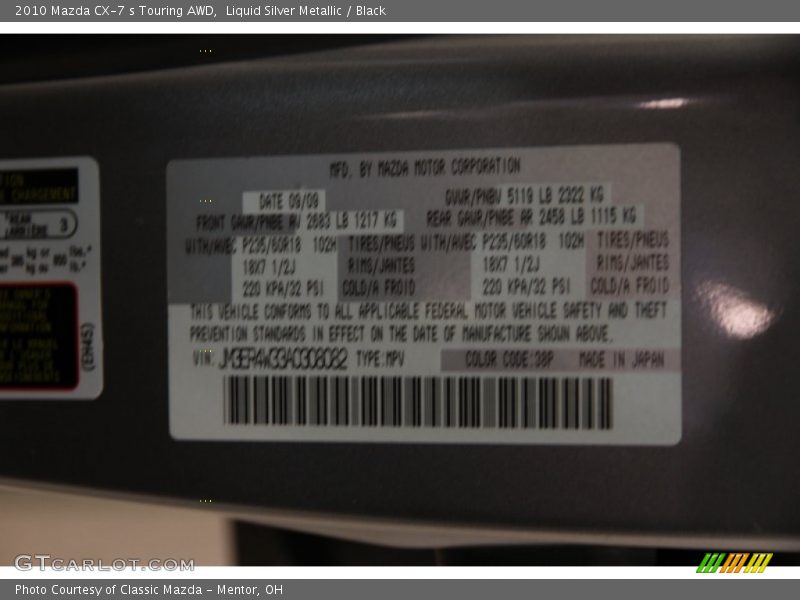 2010 Mazda CX-7 s Touring AWD,  Liquid Silver Metallic / Black
MFD. BY MAZDA MOTOR CORPORATION
DATE 09/09 GVWR/PNBV 5119 LB 2322 KG
FRONT GAWR/PNBE AV 2683 LB 1217 KG REAR GAWR/PNBE AR 2458 LB 1115 KG
WITH/AVEC P235/60R18 102H TIRES/PNEUS WITH/AVEC P235/60R18 102H TIRES/PNEUS
18X7 1/2J RIMS/JANTES 18X7 1/2J RIMS/JANTES
220 KPA/32 PSI COLD/A FROID 220 KPA/32 PSI COLD/A FROID
THIS VEHICLE CONFORMS TO ALL APPLICABLE FEDERAL MOTOR VEHICLE SAFETY AND THEFT
PREVENTION STANDARDS IN EFFECT ON THE DATE OF MANUFACTURE SHOWN ABOVE.
VIN: JM3ER4W33A0308082 TYPE:MPV COLOR CODE:38P MADE IN JAPAN
ARRIÈRE 3
(EH45)
GTCARLOT.COM
Photo Courtesy of Classic Mazda - Mentor, OH